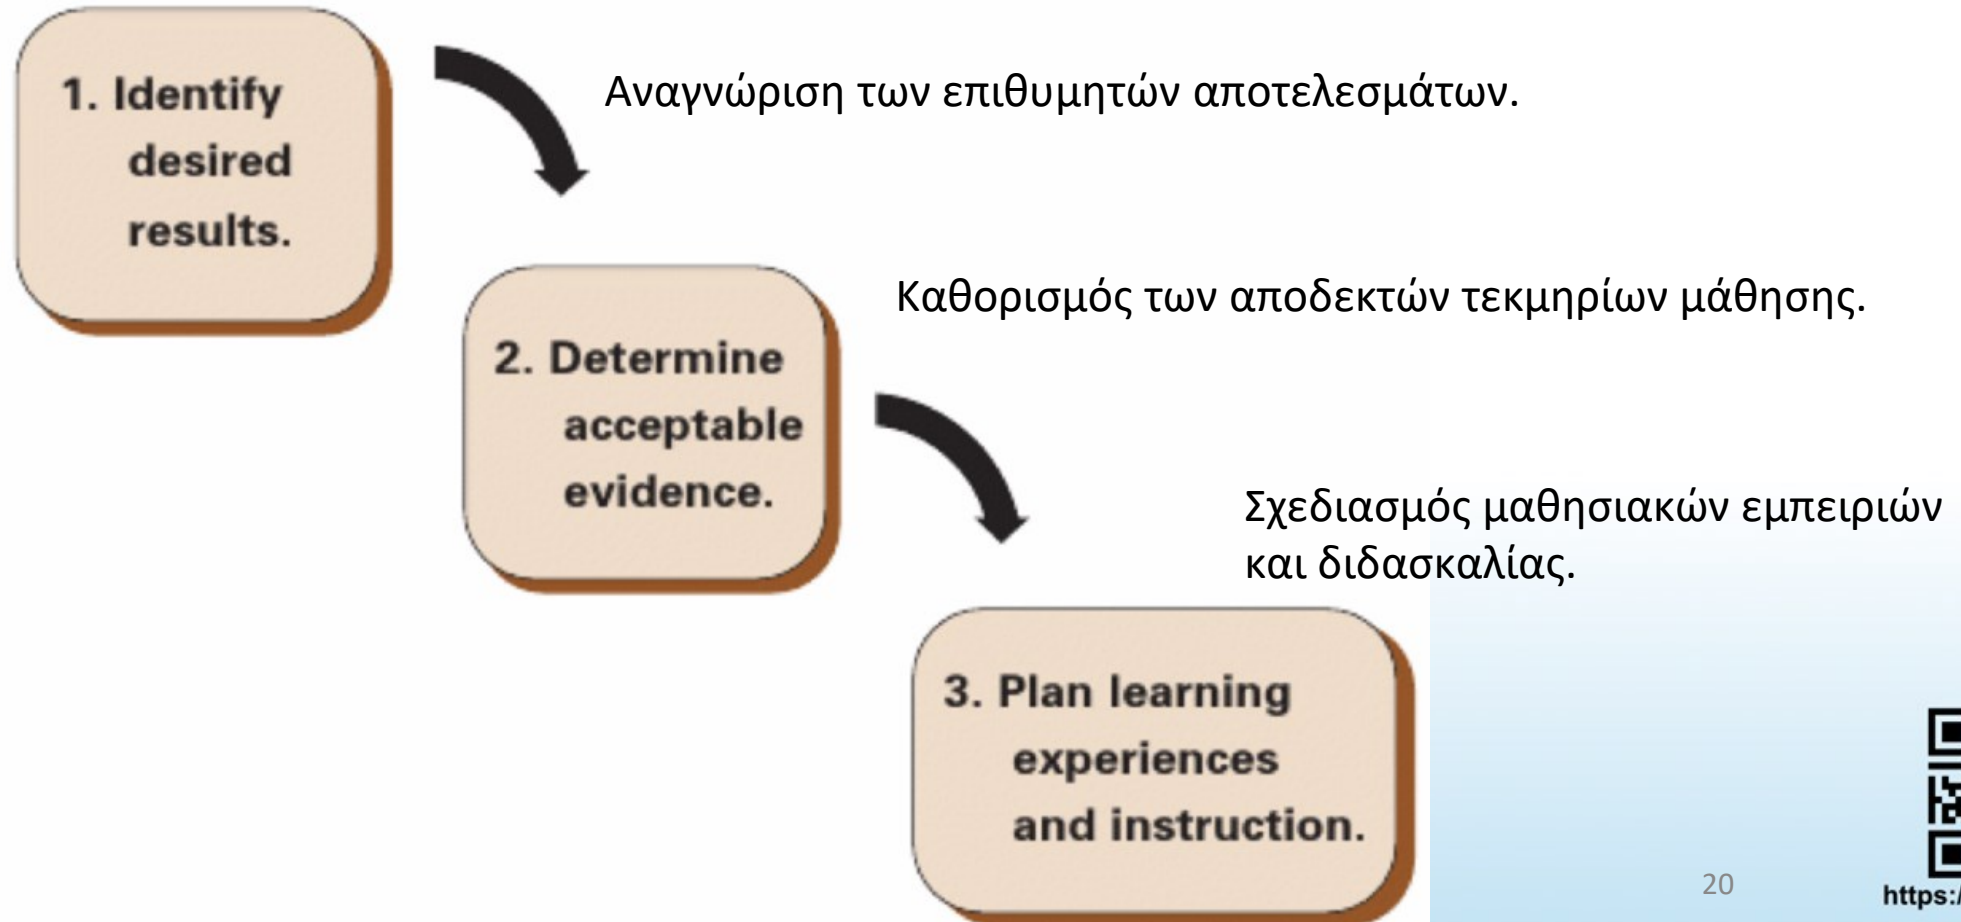 1. Identify
desired
results.
Αναγνώριση των επιθυμητών αποτελεσμάτων.
2. Determine
acceptable
evidence.
Καθορισμός των αποδεκτών τεκμηρίων μάθησης.
3. Plan learning
experiences
and instruction.
Σχεδιασμός μαθησιακών εμπειριών
και διδασκαλίας.
20
https:/